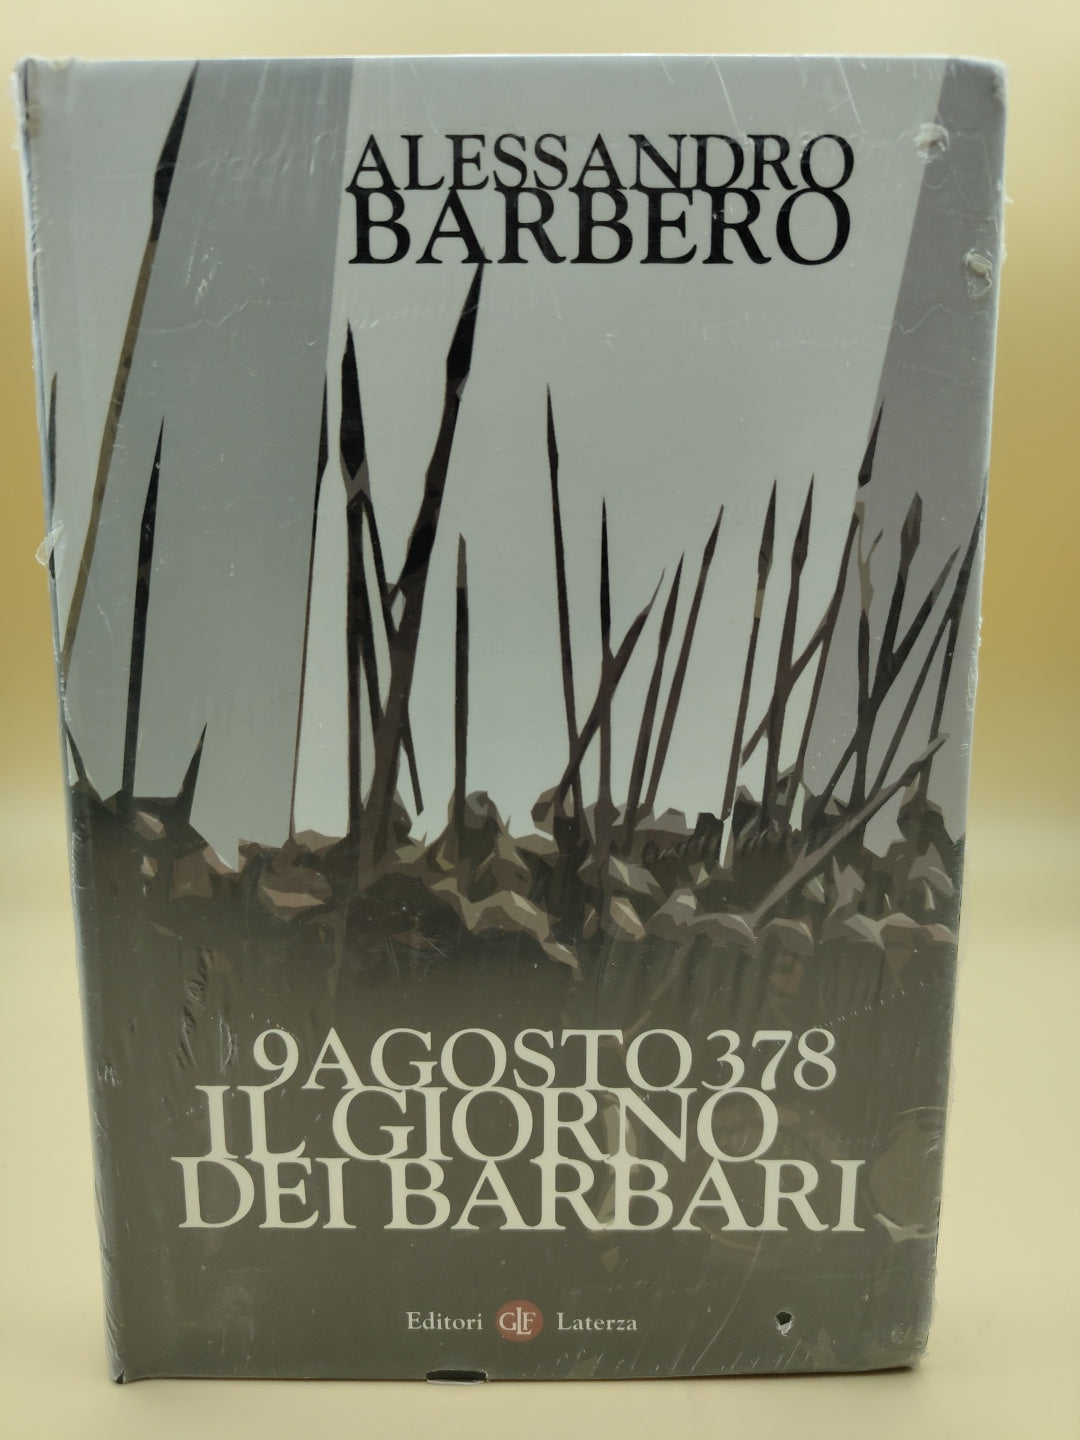 ALESSANDRO
BARBERO
9 AGOSTO 378
IL GIORNO
DEI BARBARI
Editori GLF Laterza